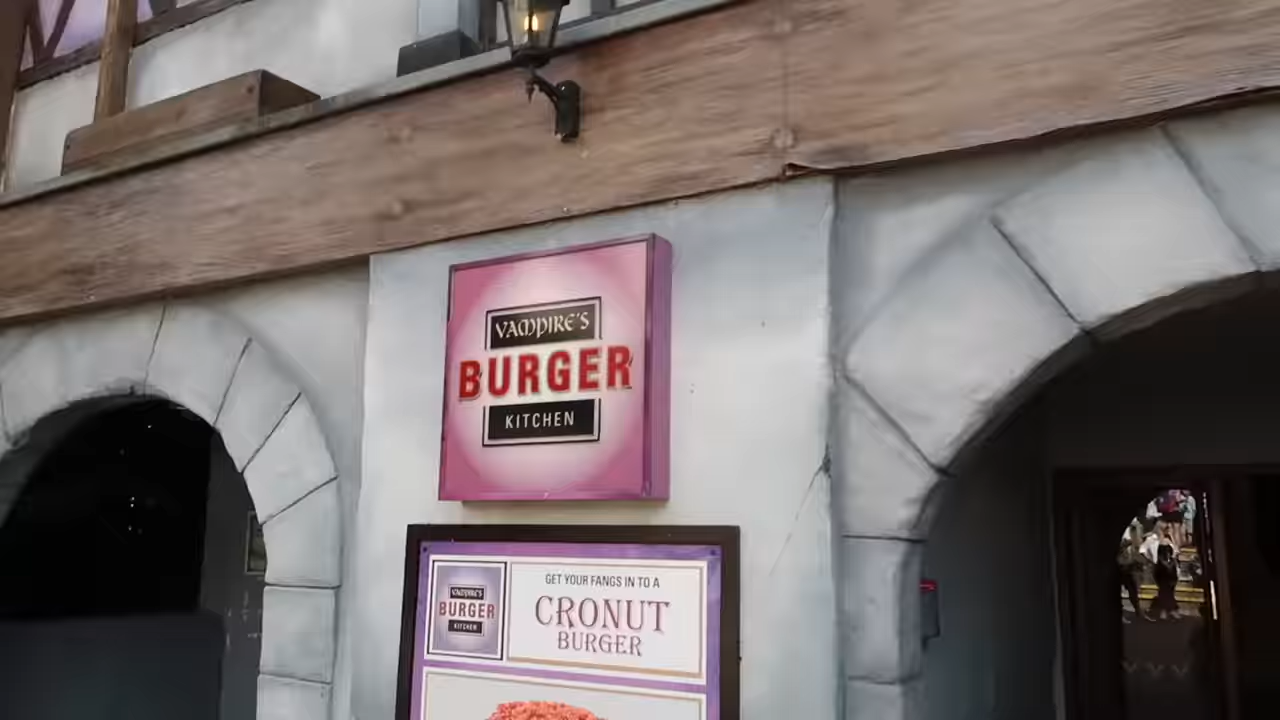 VAMPIRE'S
BURGER
KITCHEN
GET YOUR FANGS IN TO A
VAMPIRE'S
BURGER
KITCHEN
CRONUT
BURGER